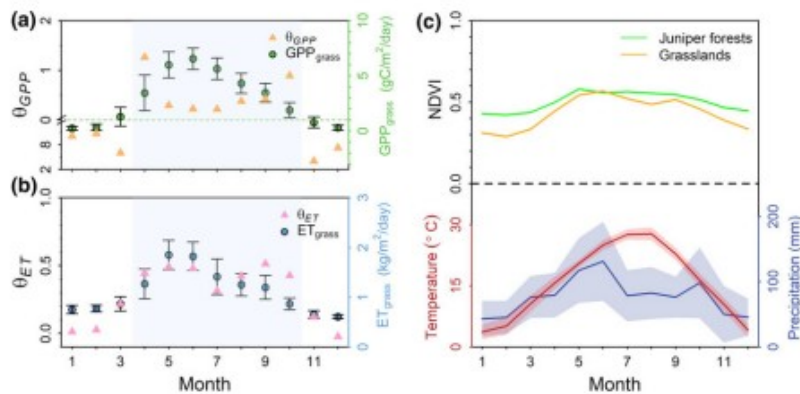 (a)
2
1
0
8
2
θGPP
θGPP
GPPgrass
10
5
0
GPPgrass (gC/m²/day)
(b)
1.0
0.5
0.0
θET
θET
ETgrass
3
2
1
0
ETgrass (kg/m²/day)
1 3 5 7 9 11
Month
(c)
1.0
0.5
0.0
NDVI
Juniper forests
Grasslands
30
15
0
Temperature (° C)
200
100
0
Precipitation (mm)
1 3 5 7 9 11
Month